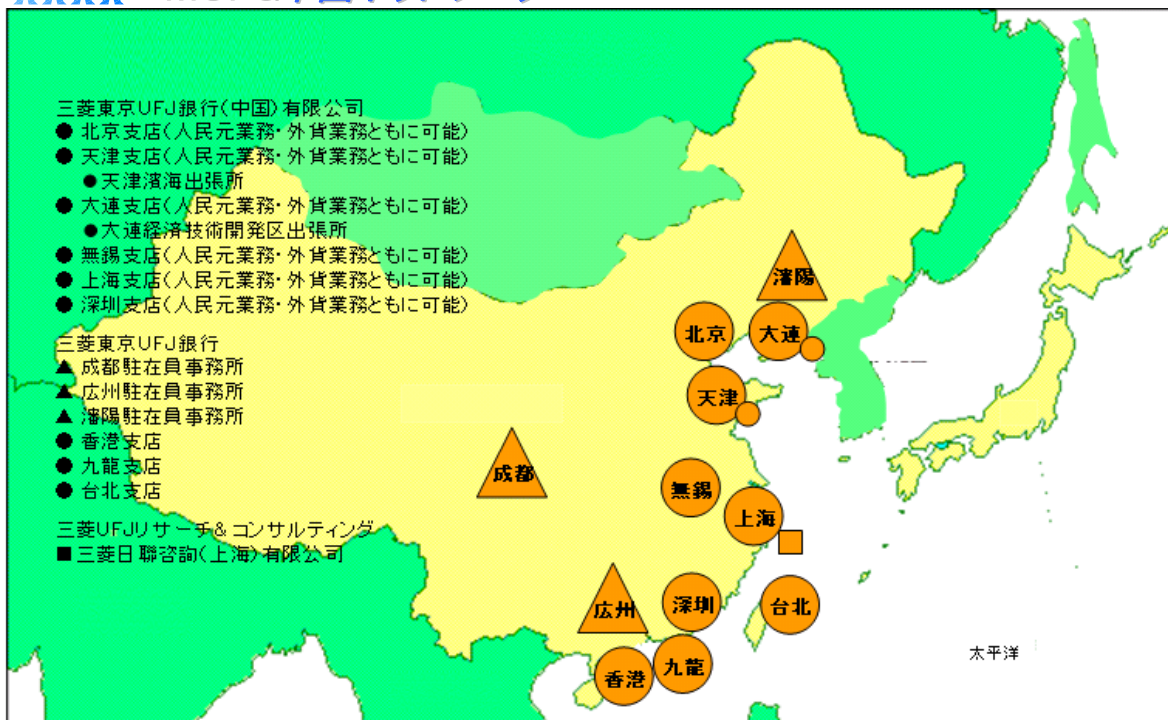 三菱東京UFJ銀行(中国)有限公司
● 北京支店(人民元業務・外貨業務ともに可能)
● 天津支店(人民元業務・外貨業務ともに可能)
● 天津濱海出張所
● 大連支店(人民元業務・外貨業務ともに可能)
● 大連経済技術開発区出張所
● 無錫支店(人民元業務・外貨業務ともに可能)
● 上海支店(人民元業務・外貨業務ともに可能)
● 深圳支店(人民元業務・外貨業務ともに可能)
三菱東京UFJ銀行
▲ 成都駐在員事務所
▲ 広州駐在員事務所
▲ 瀋陽駐在員事務所
● 香港支店
● 九龍支店
● 台北支店
三菱UFJリサーチ&コンサルティング
■ 三菱日聯咨詢(上海)有限公司
瀋陽
北京
大連
天津
成都
無錫
上海
広州
深圳
台北
香港
九龍
太平洋